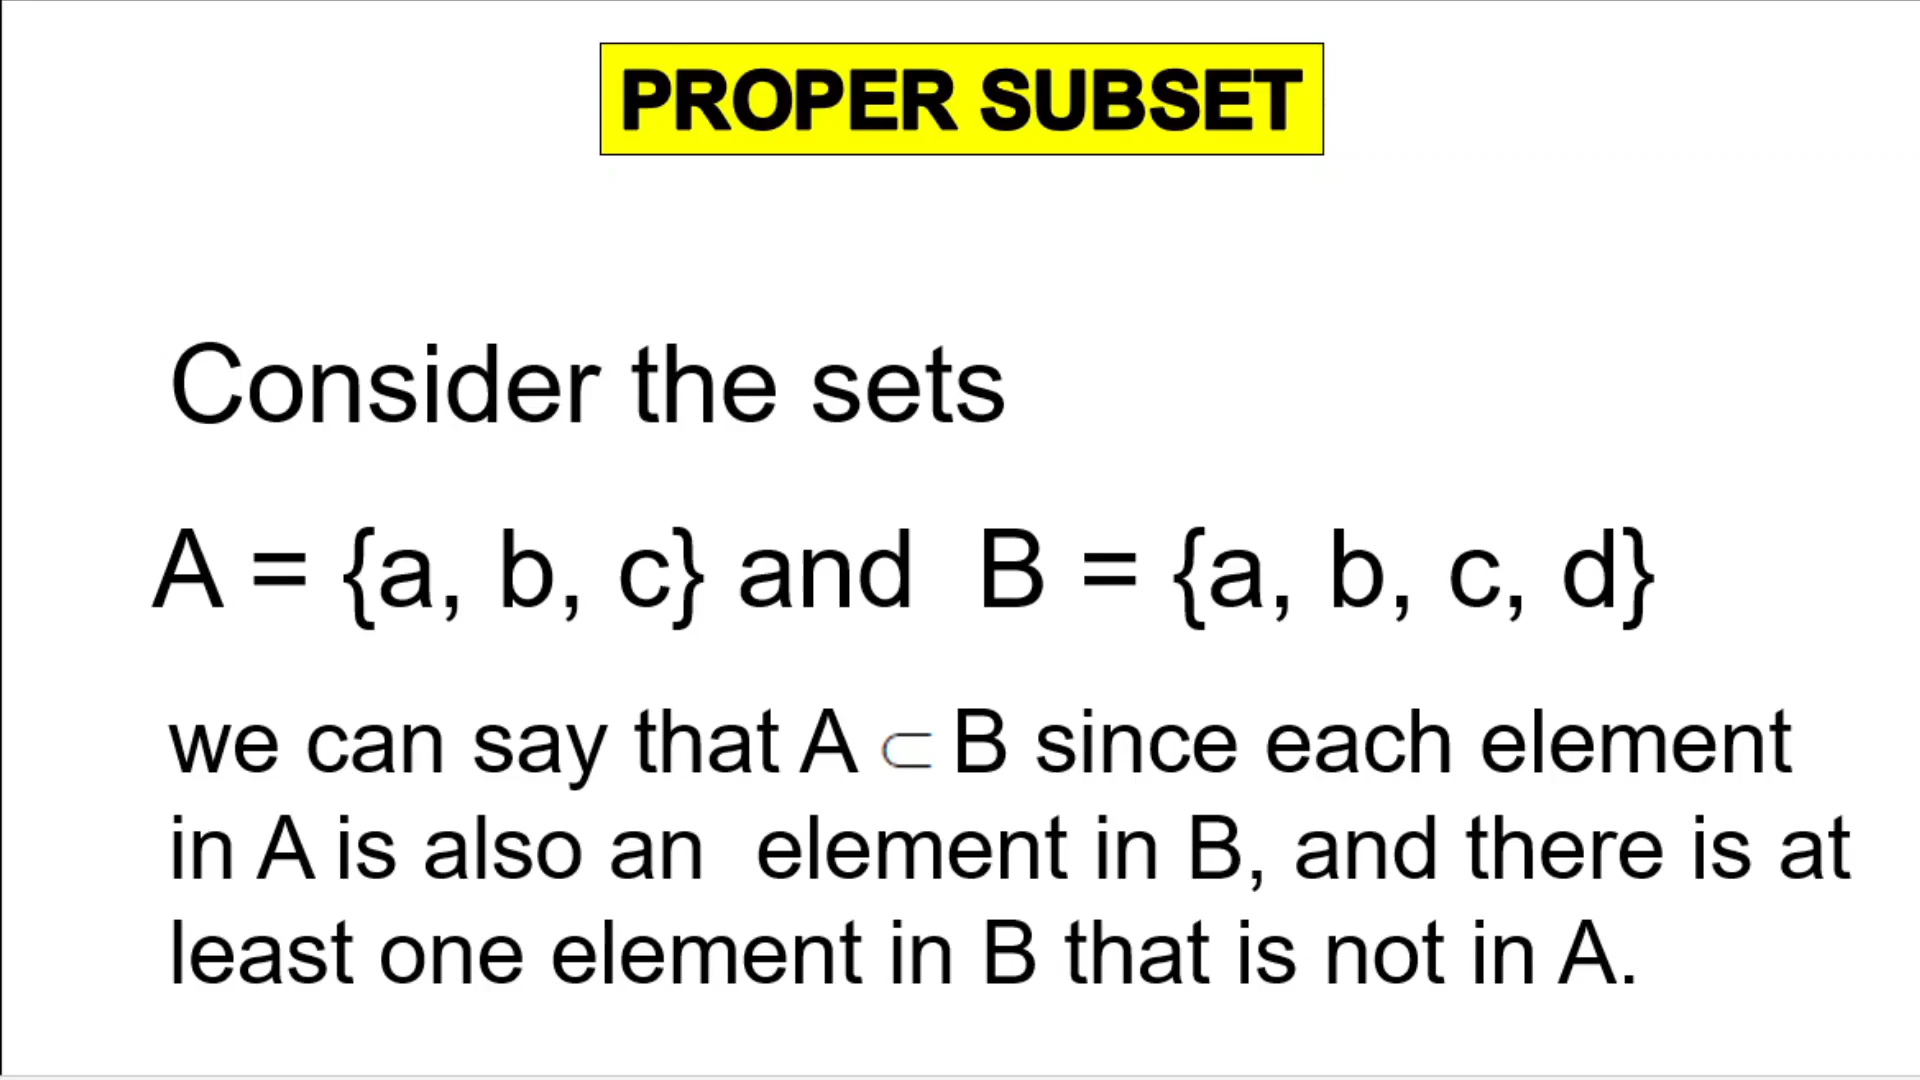 PROPER SUBSET
Consider the sets
A = {a, b, c} and  B = {a, b, c, d}
we can say that A ⊂ B since each element
in A is also an  element in B, and there is at
least one element in B that is not in A.